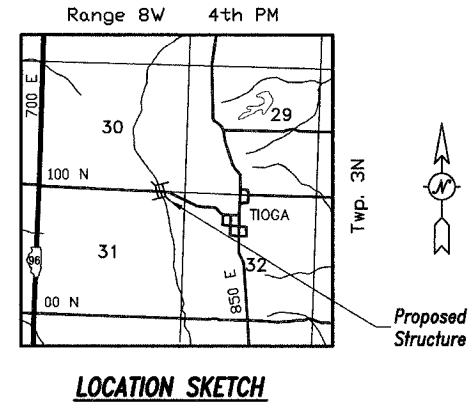 Range 8W 4th PM
700 E
29
30
100 N
TIOGA
Twp. 3N
N
31
32
96
850 E
00 N
Proposed
Structure
LOCATION SKETCH